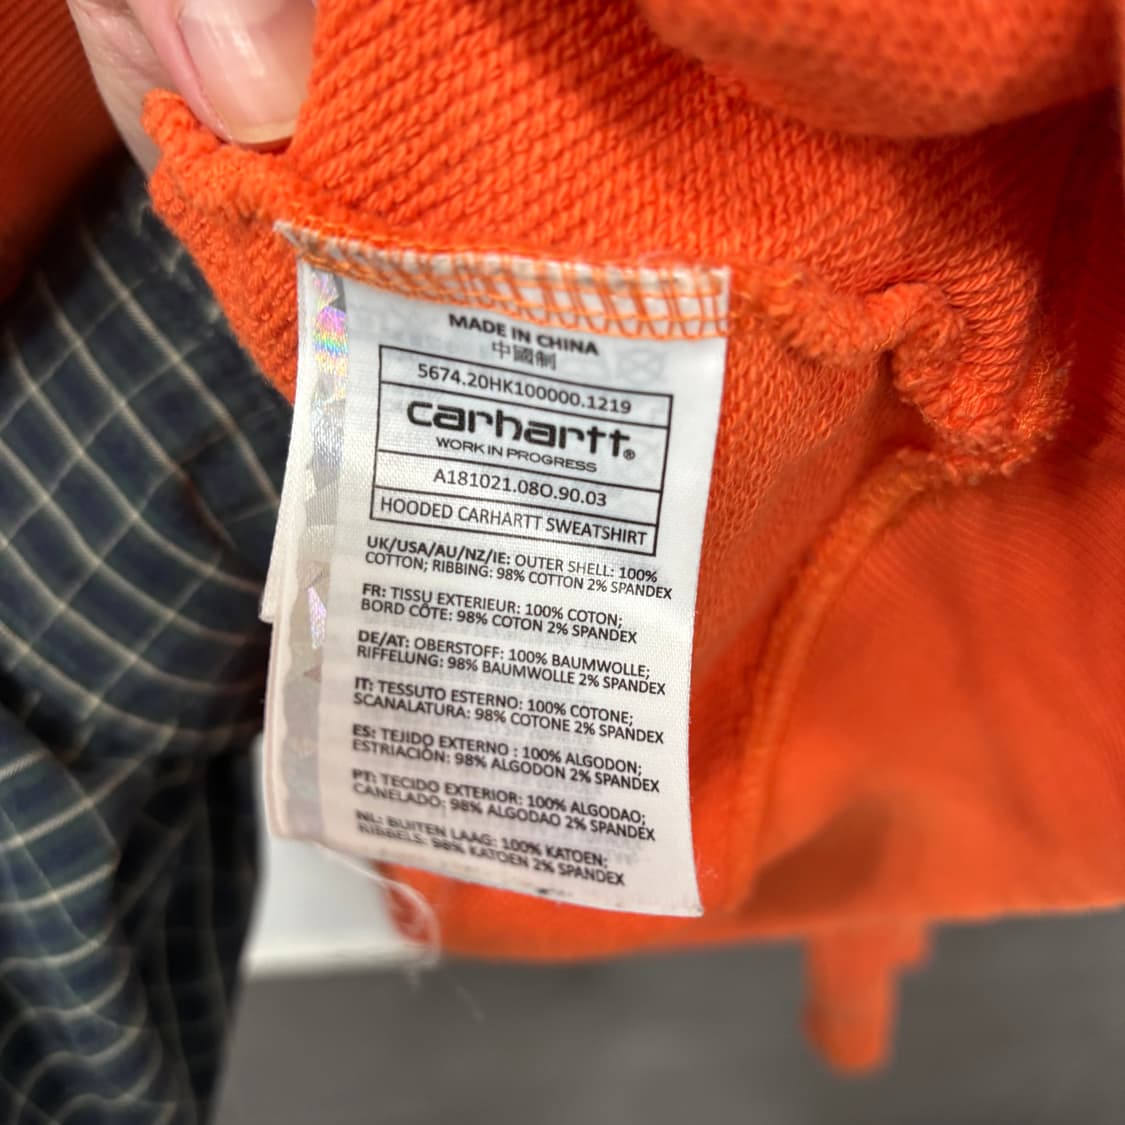 MADE IN CHINA
中國制
5674.20HK100000.1219
carhartt®
WORK IN PROGRESS
A181021.08O.90.03
HOODED CARHARTT SWEATSHIRT
UK/USA/AU/NZ/IE: OUTER SHELL: 100%
COTTON; RIBBING: 98% COTTON 2% SPANDEX
FR: TISSU EXTERIEUR: 100% COTON;
BORD CÔTE: 98% COTON 2% SPANDEX
DE/AT: OBERSTOFF: 100% BAUMWOLLE;
RIFFELUNG: 98% BAUMWOLLE 2% SPANDEX
IT: TESSUTO ESTERNO: 100% COTONE;
SCANALATURA: 98% COTONE 2% SPANDEX
ES: TEJIDO EXTERNO : 100% ALGODON;
ESTRIACIÓN: 98% ALGODON 2% SPANDEX
PT: TECIDO EXTERIOR: 100% ALGODAO;
CANELADO: 98% ALGODAO 2% SPANDEX
NL: BUITEN LAAG: 100% KATOEN;
RIBBELS: 98% KATOEN 2% SPANDEX